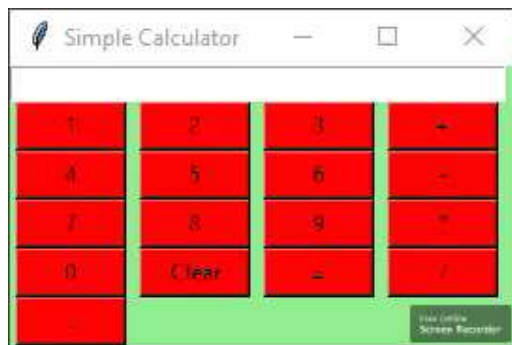 Simple Calculator
1 2 3 +
4 5 6 -
7 8 9 *
0 Clear = /
.
Free Online
Screen Recorder